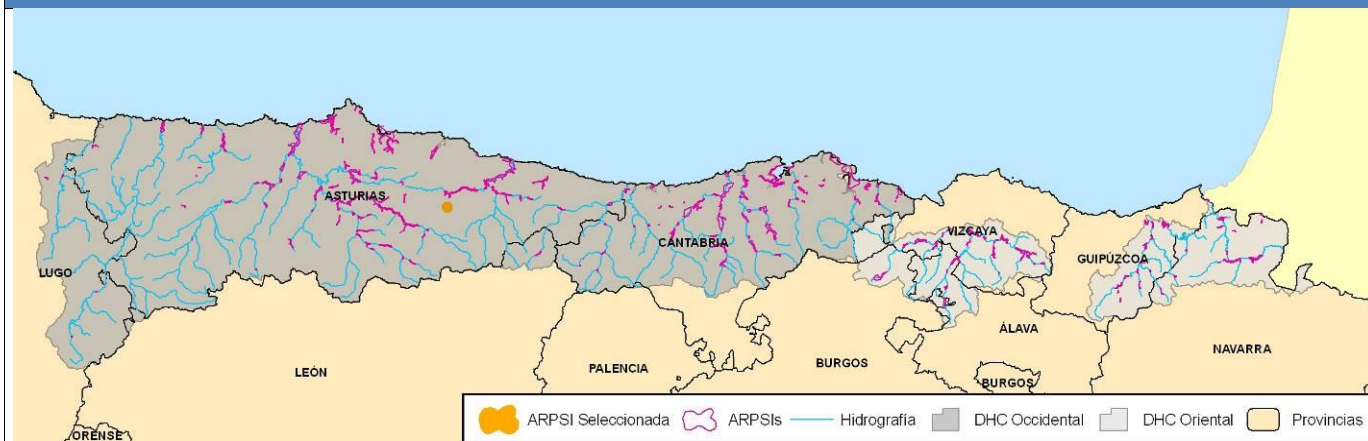 ASTURIAS
VIZCAYA
CANTABRIA
GUIPÚZCOA
LUGO
ÁLAVA
NAVARRA
LEÓN
PALENCIA
BURGOS
BURGOS
ORENSE
ARPSI Seleccionada ARPSIs Hidrografía DHC Occidental DHC Oriental Provincias